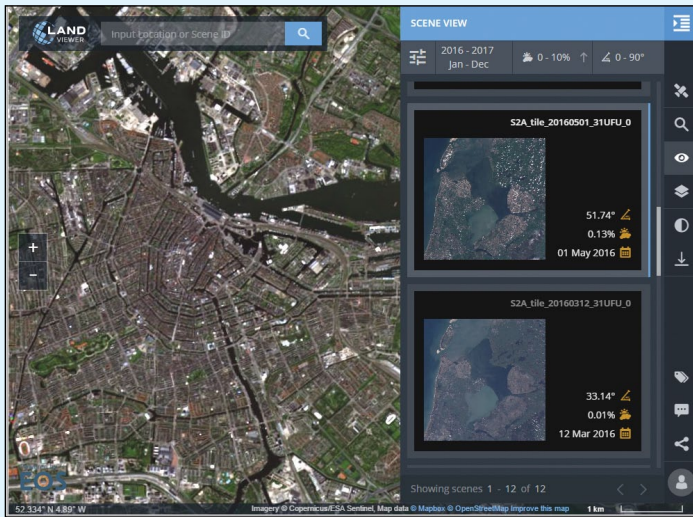 LAND
VIEWER
Input Location or Scene ID
+
−
EOS
52.334° N 4.89° W
Imagery © Copernicus/ESA Sentinel, Map data © Mapbox © OpenStreetMap Improve this map
1 km
SCENE VIEW
2016 - 2017
Jan - Dec
0 - 10% ↑
0 - 90°
S2A_tile_20160501_31UFU_0
51.74°
0.13%
01 May 2016
S2A_tile_20160312_31UFU_0
33.14°
0.01%
12 Mar 2016
Showing scenes 1 - 12 of 12